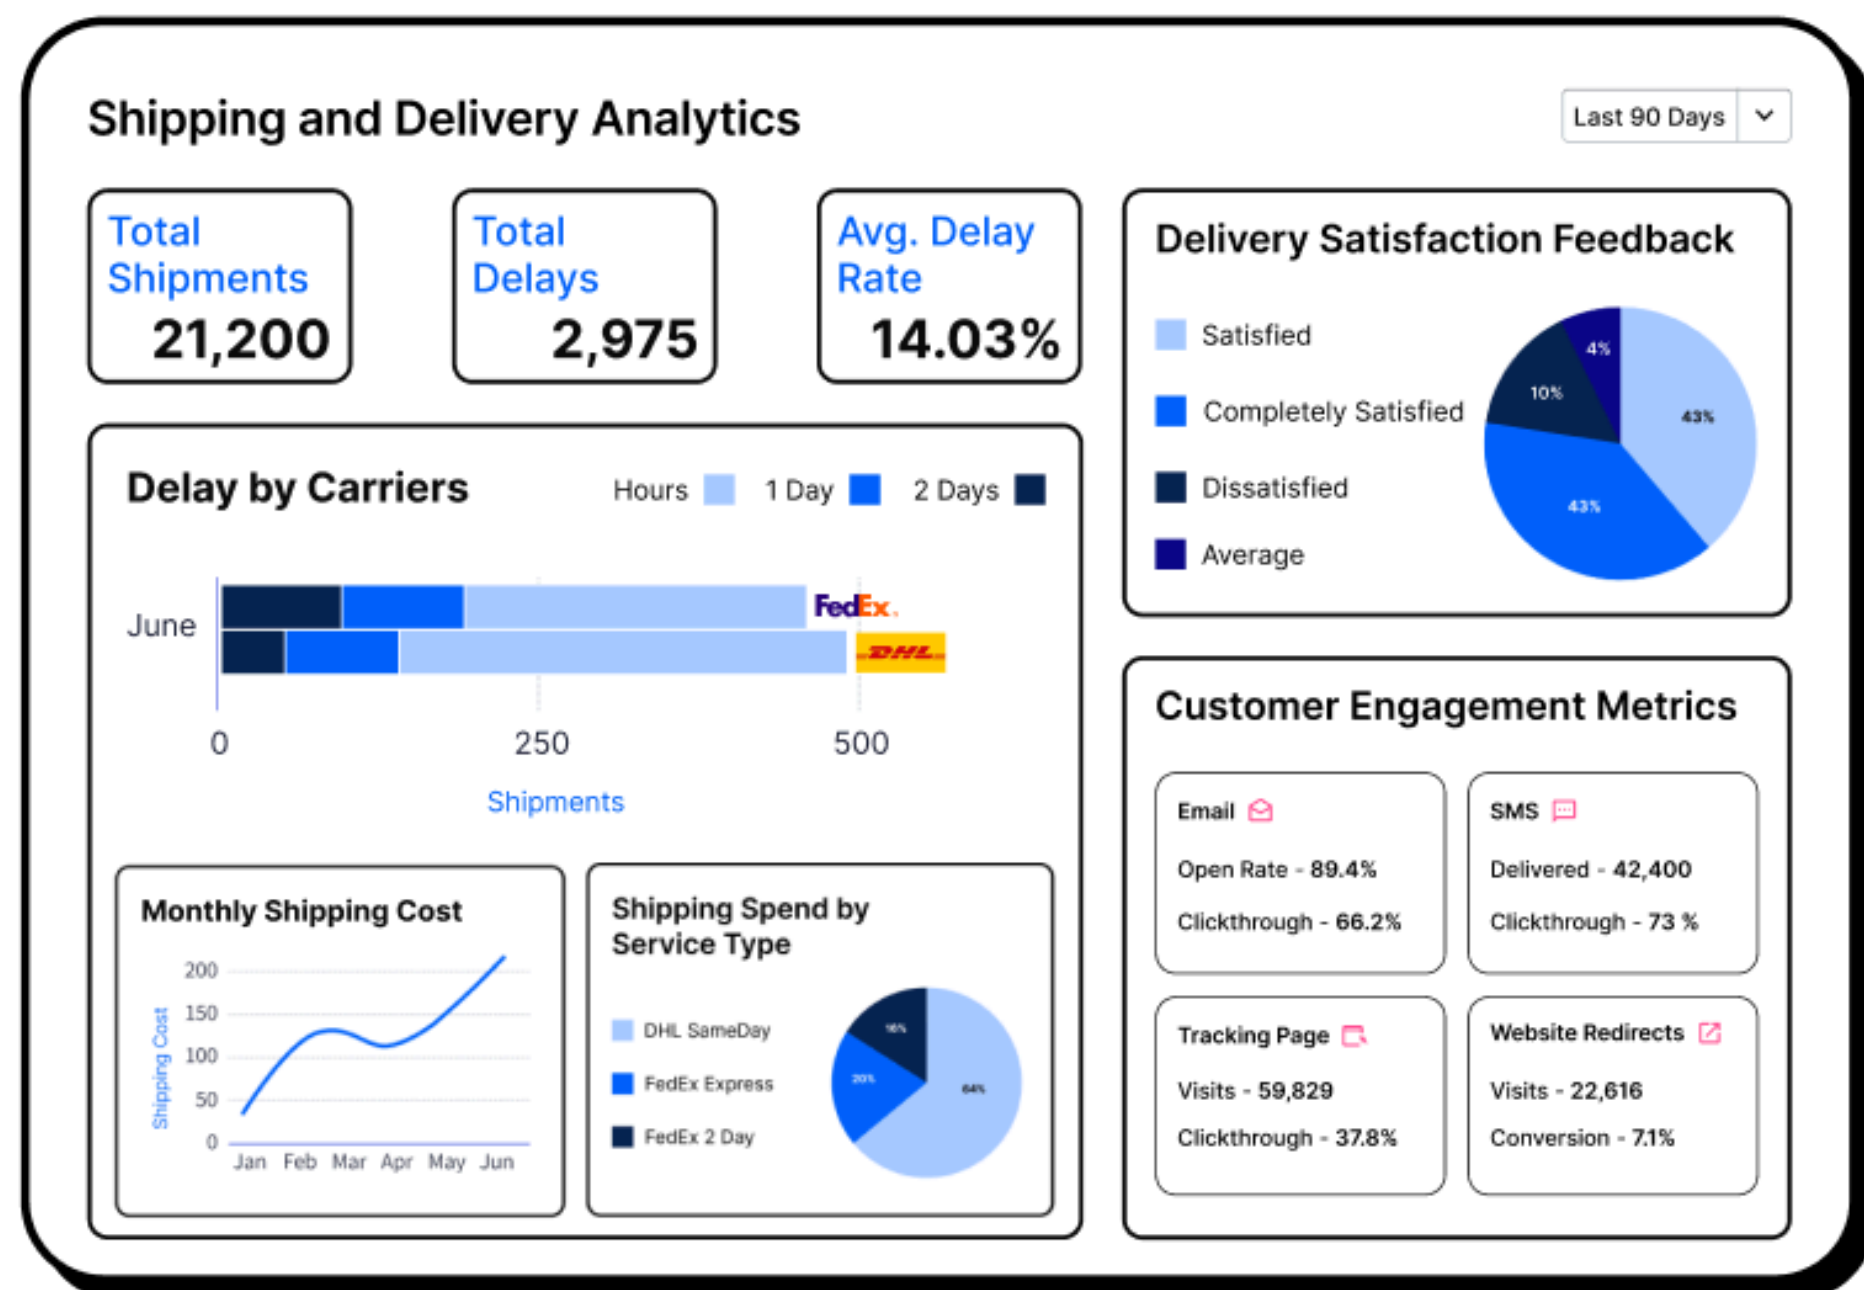 Shipping and Delivery Analytics
Last 90 Days
Total
Shipments
21,200
Total
Delays
2,975
Avg. Delay
Rate
14.03%
Delivery Satisfaction Feedback
Satisfied
Completely Satisfied
Dissatisfied
Average
4%
10%
43%
43%
Delay by Carriers
Hours 1 Day 2 Days
June
FedEx
DHL
0 250 500
Shipments
Monthly Shipping Cost
Shipping Cost
200
150
100
50
0
Jan Feb Mar Apr May Jun
Shipping Spend by
Service Type
DHL SameDay
FedEx Express
FedEx 2 Day
16%
20%
64%
Customer Engagement Metrics
Email
Open Rate - 89.4%
Clickthrough - 66.2%
SMS
Delivered - 42,400
Clickthrough - 73 %
Tracking Page
Visits - 59,829
Clickthrough - 37.8%
Website Redirects
Visits - 22,616
Conversion - 7.1%